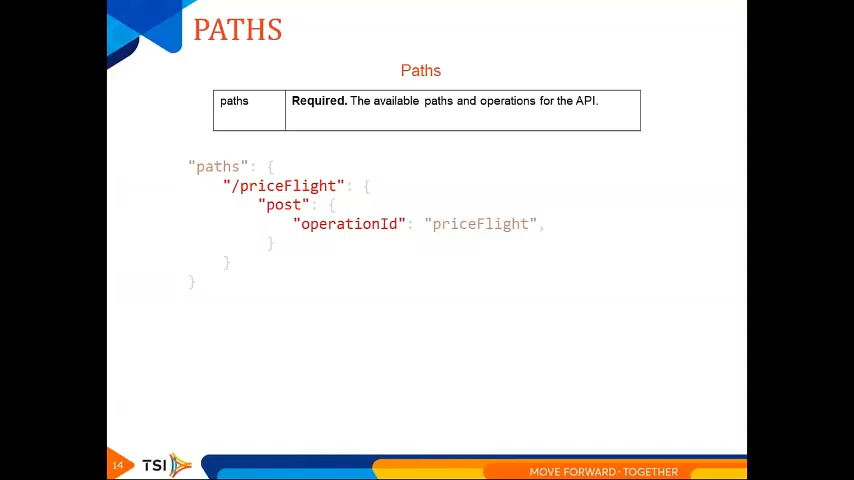 PATHS
Paths
paths Required. The available paths and operations for the API.
"paths": {
"/priceFlight": {
"post": {
"operationId": "priceFlight",
}
}
}
14 TSI MOVE FORWARD · TOGETHER